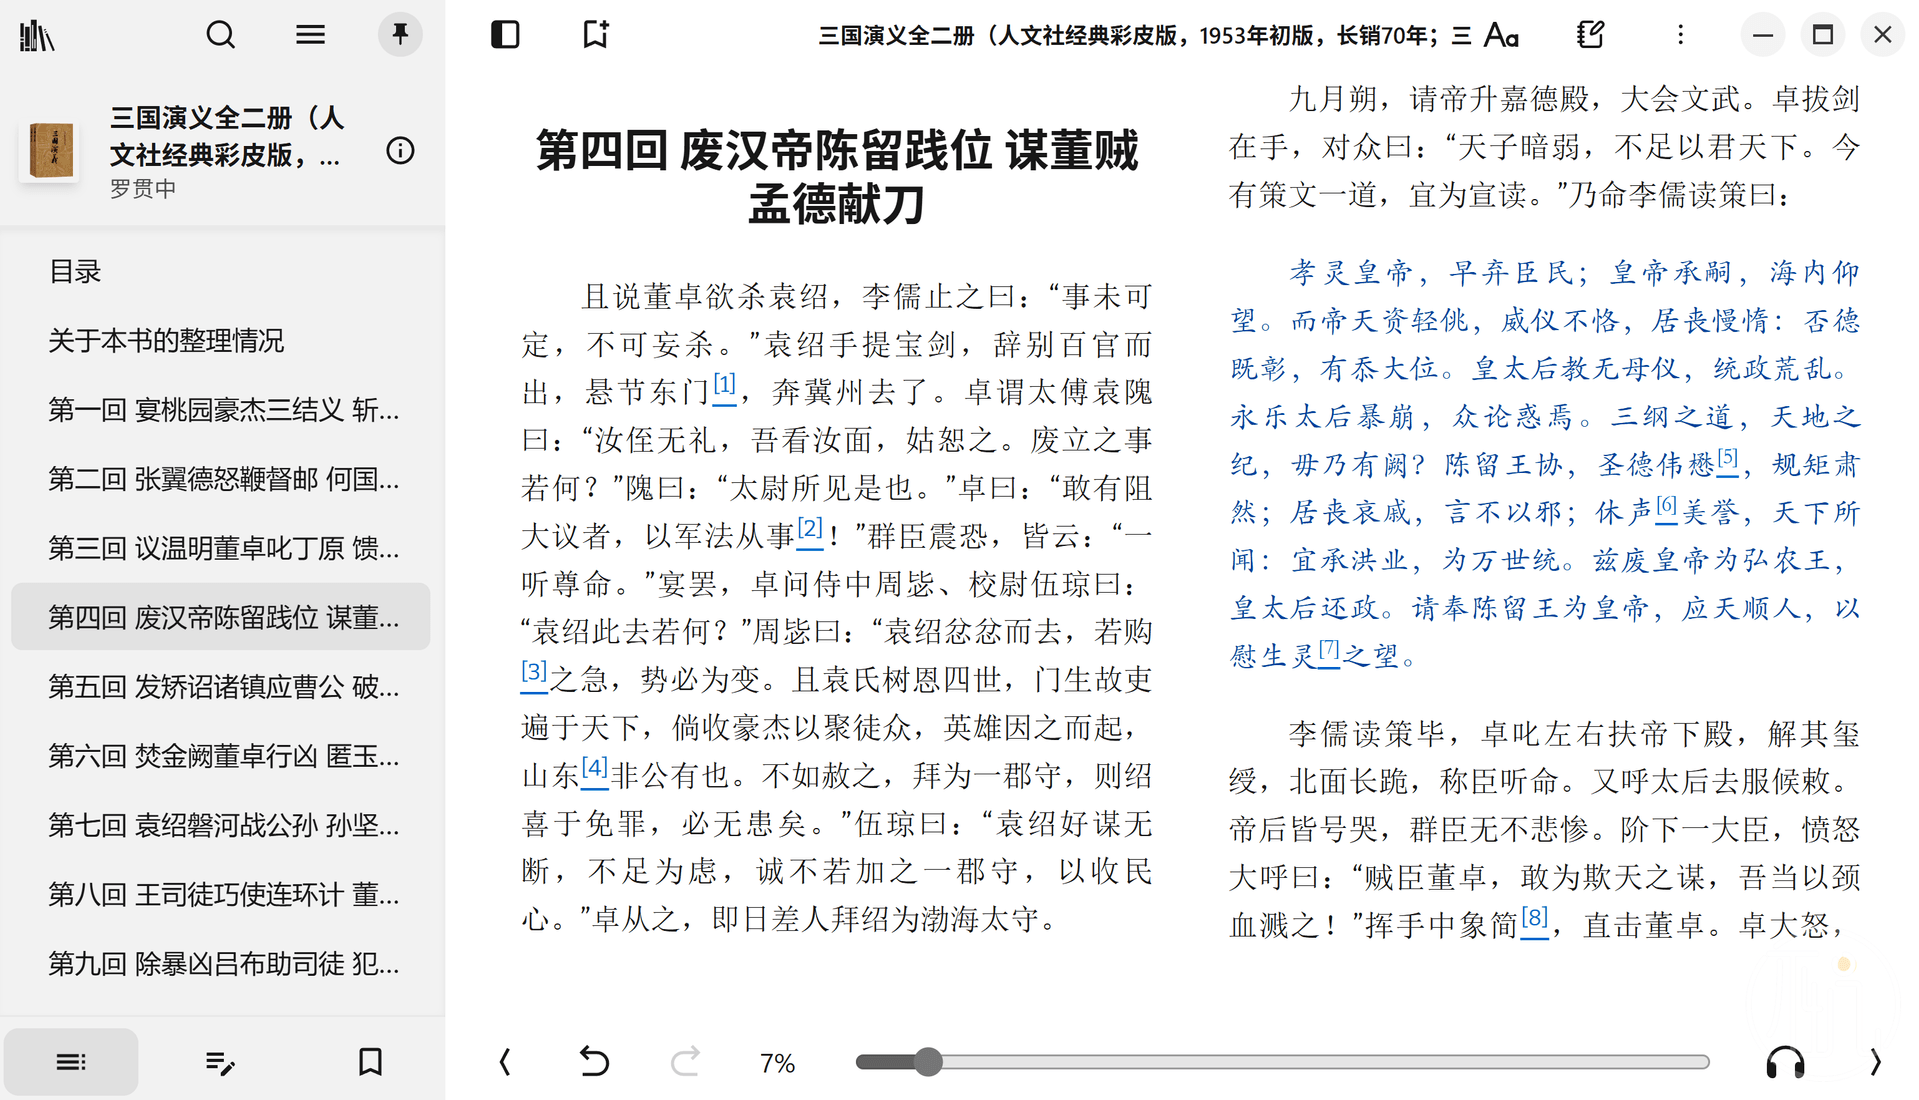 三国演义全二册（人文社经典彩皮版，1953年初版，长销70年；三
Aa
三国演义全二册（人
文社经典彩皮版，...
罗贯中
目录
关于本书的整理情况
第一回 宴桃园豪杰三结义 斩...
第二回 张翼德怒鞭督邮 何国...
第三回 议温明董卓叱丁原 馈...
第四回 废汉帝陈留践位 谋董...
第五回 发矫诏诸镇应曹公 破...
第六回 焚金阙董卓行凶 匿玉...
第七回 袁绍磐河战公孙 孙坚...
第八回 王司徒巧使连环计 董...
第九回 除暴凶吕布助司徒 犯...
第四回 废汉帝陈留践位 谋董贼
孟德献刀
且说董卓欲杀袁绍，李儒止之曰：“事未可
定，不可妄杀。”袁绍手提宝剑，辞别百官而
出，悬节东门[1]，奔冀州去了。卓谓太傅袁隗
曰：“汝侄无礼，吾看汝面，姑恕之。废立之事
若何？”隗曰：“太尉所见是也。”卓曰：“敢有阻
大议者，以军法从事[2]！”群臣震恐，皆云：“一
听尊命。”宴罢，卓问侍中周毖、校尉伍琼曰：
“袁绍此去若何？”周毖曰：“袁绍忿忿而去，若购
[3]之急，势必为变。且袁氏树恩四世，门生故吏
遍于天下，倘收豪杰以聚徒众，英雄因之而起，
山东[4]非公有也。不如赦之，拜为一郡守，则绍
喜于免罪，必无患矣。”伍琼曰：“袁绍好谋无
断，不足为虑，诚不若加之一郡守，以收民
心。”卓从之，即日差人拜绍为渤海太守。
九月朔，请帝升嘉德殿，大会文武。卓拔剑
在手，对众曰：“天子暗弱，不足以君天下。今
有策文一道，宜为宣读。”乃命李儒读策曰：
孝灵皇帝，早弃臣民；皇帝承嗣，海内仰
望。而帝天资轻佻，威仪不恪，居丧慢惰：否德
既彰，有忝大位。皇太后教无母仪，统政荒乱。
永乐太后暴崩，众论惑焉。三纲之道，天地之
纪，毋乃有阙？陈留王协，圣德伟懋[5]，规矩肃
然；居丧哀戚，言不以邪；休声[6]美誉，天下所
闻：宜承洪业，为万世统。兹废皇帝为弘农王，
皇太后还政。请奉陈留王为皇帝，应天顺人，以
慰生灵[7]之望。
李儒读策毕，卓叱左右扶帝下殿，解其玺
绶，北面长跪，称臣听命。又呼太后去服候敕。
帝后皆号哭，群臣无不悲惨。阶下一大臣，愤怒
大呼曰：“贼臣董卓，敢为欺天之谋，吾当以颈
血溅之！”挥手中象简[8]，直击董卓。卓大怒，
7%